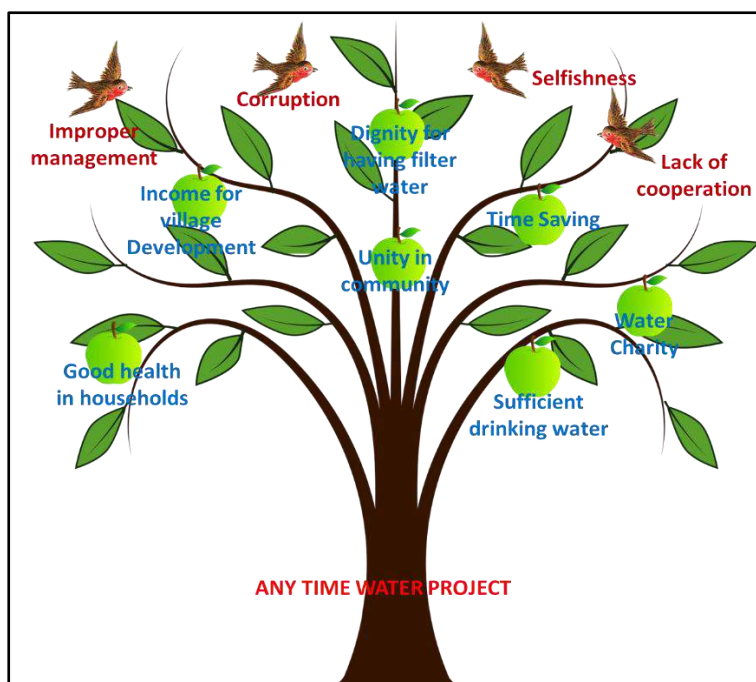 Improper
management
Corruption
Selfishness
Lack of
cooperation
Dignity for
having filter
water
Income for
village
Development
Time Saving
Unity in
community
Water
Charity
Good health
in households
Sufficient
drinking water
ANY TIME WATER PROJECT